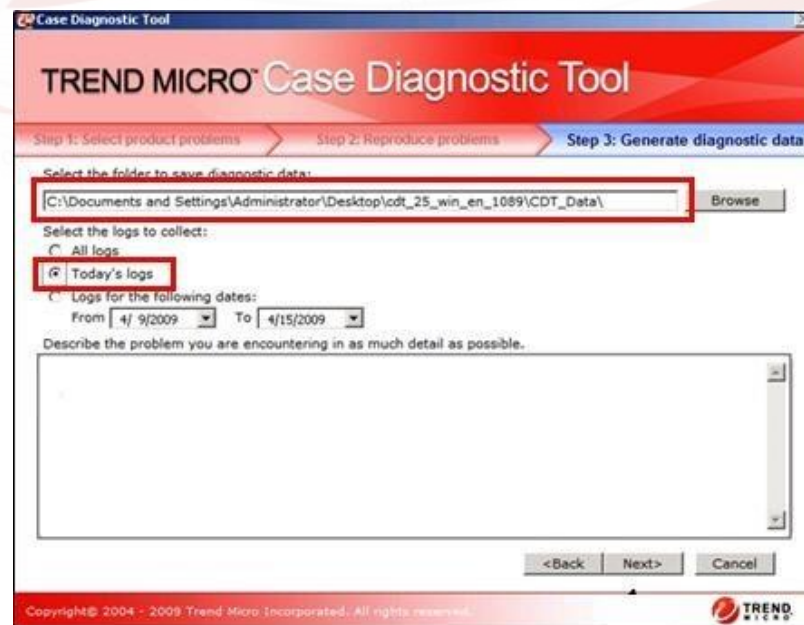 Case Diagnostic Tool
TREND MICRO™ Case Diagnostic Tool
Step 1: Select product problems
Step 2: Reproduce problems
Step 3: Generate diagnostic data
Select the folder to save diagnostic data:
C:\Documents and Settings\Administrator\Desktop\cdt_25_win_en_1089\CDT_Data\
Browse
Select the logs to collect:
All logs
Today's logs
Logs for the following dates:
From 4/ 9/2009 To 4/15/2009
Describe the problem you are encountering in as much detail as possible.
<Back Next> Cancel
Copyright© 2004 - 2009 Trend Micro Incorporated. All rights reserved.
TREND
MICRO